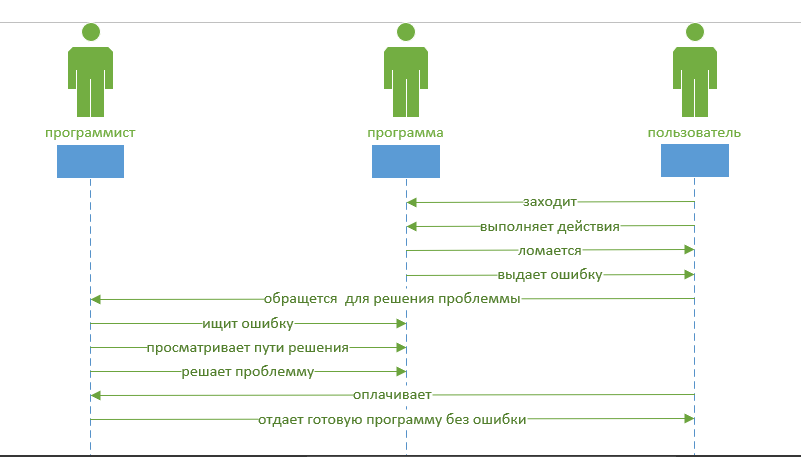 программист
программа
пользователь
заходит
выполняет действия
ломается
выдает ошибку
обращется для решения проблеммы
ищит ошибку
просматривает пути решения
решает проблемму
оплачивает
отдает готовую программу без ошибки